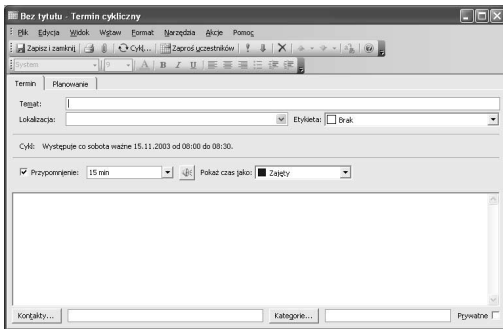 Bez tytułu - Termin cykliczny
Plik Edycja Widok Wstaw Format Narzędzia Akcje Pomoc
Zapisz i zamknij Cykl... Zaproś uczestników
System 9 A B I U
Termin Planowanie
Temat:
Lokalizacja: Etykieta: Brak
Cykl: Występuje co sobota ważne 15.11.2003 od 08:00 do 08:30.
Przypomnienie: 15 min Pokaż czas jako: Zajęty
Kontakty... Kategorie... Prywatne